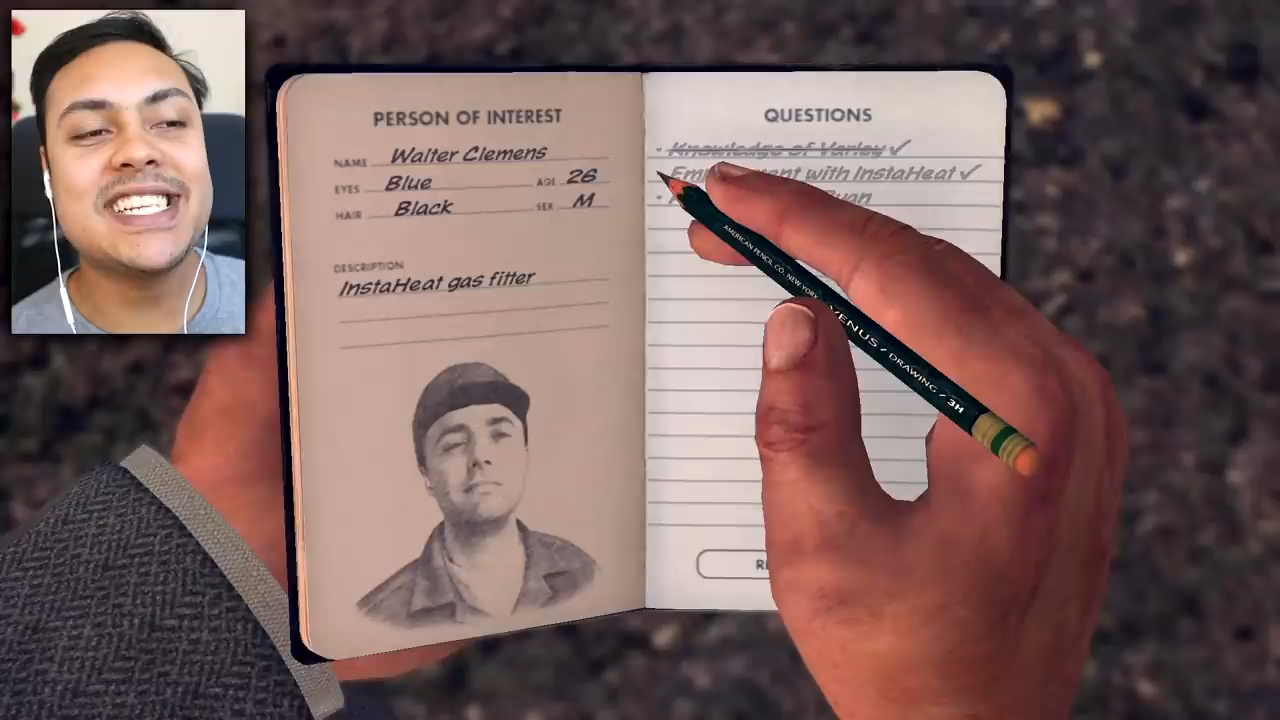 PERSON OF INTEREST
NAME Walter Clemens
EYES Blue AGE 26
HAIR Black SEX M
DESCRIPTION
InstaHeat gas fitter
QUESTIONS
- Knowledge of Varley ✓
with InstaHeat ✓
AMERICAN PENCIL CO. NEW YORK VENUS / DRAWING / 3H